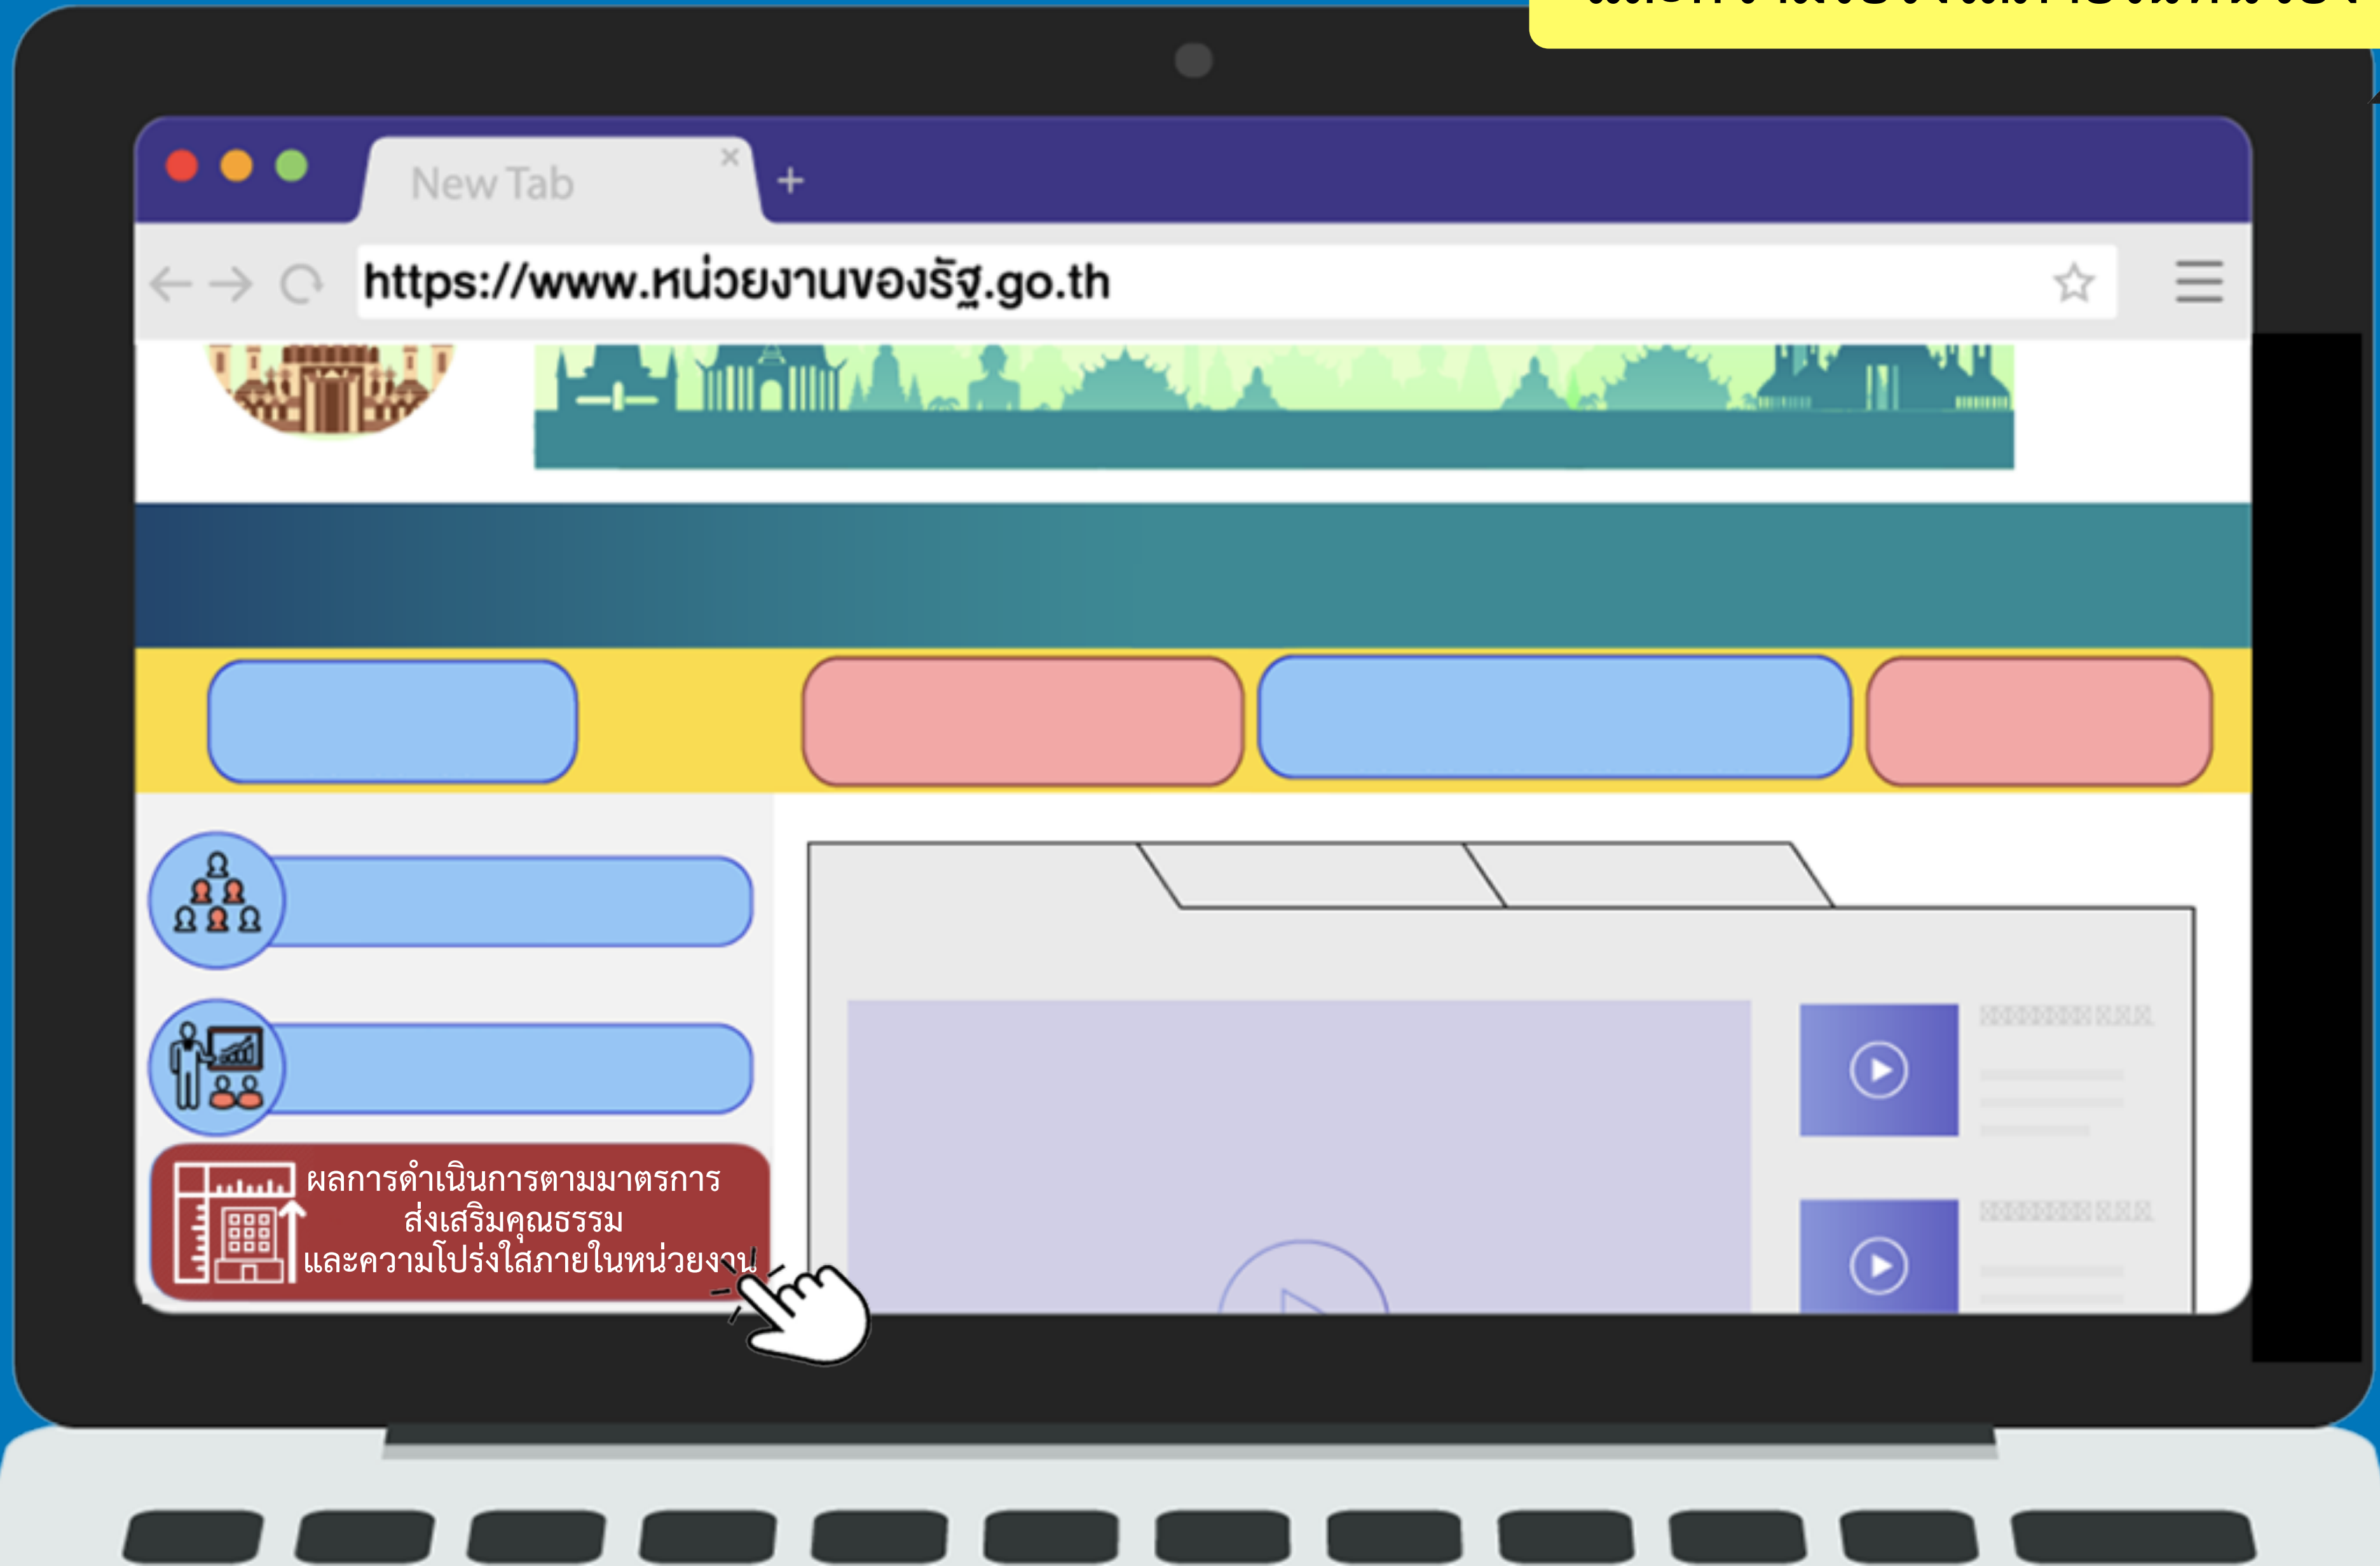 New Tab
https://www.หน่วยงานของรัฐ.go.th
ผลการดำเนินการตามมาตรการ
ส่งเสริมคุณธรรม
และความโปร่งใสภายในหน่วยงาน